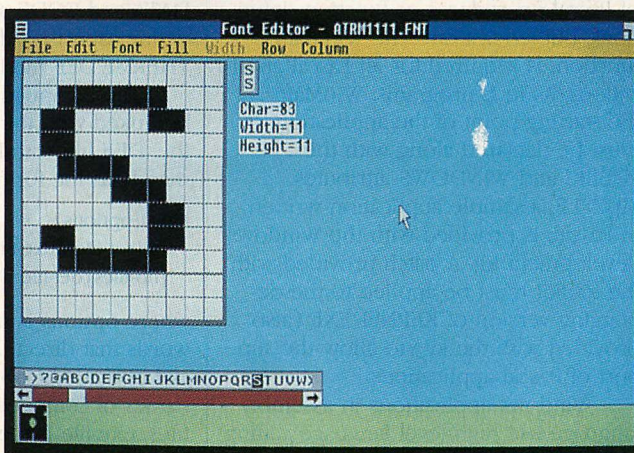 Font Editor - ATRM1111.FNT
File Edit Font Fill Width Row Column
S
S
Char=83
Width=11
Height=11
>?@ABCDEFGHIJKLMNOPQRSTUVW>